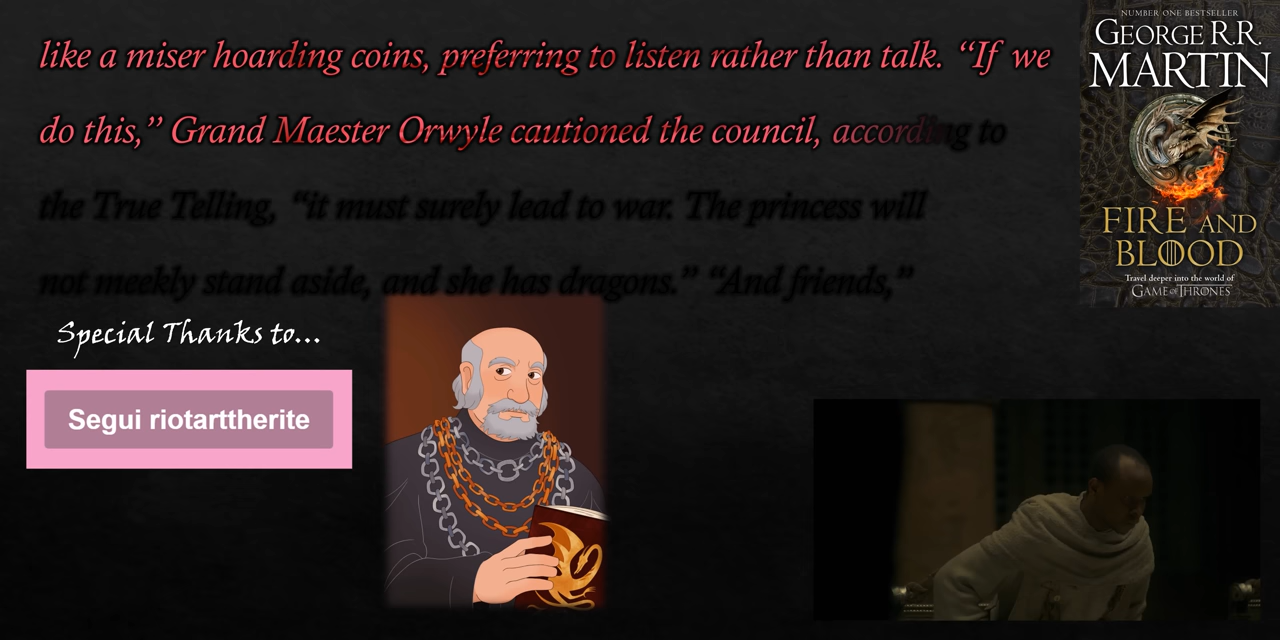 like a miser hoarding coins, preferring to listen rather than talk. “If we
do this,” Grand Maester Orwyle cautioned the council, according to
the True Telling, “it must surely lead to war. The princess will
not meekly stand aside, and she has dragons.” “And friends,”
NUMBER ONE BESTSELLER
GEORGE R.R.
MARTIN
FIRE AND
BLOOD
Travel deeper into the world of
GAME OF THRONES
Special Thanks to...
Segui riotarttherite